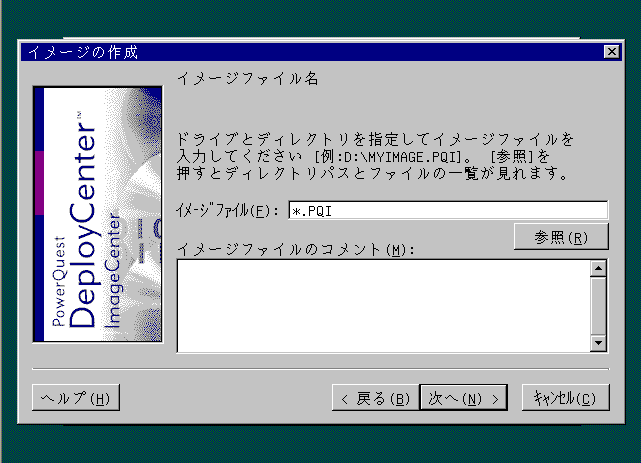 イメージの作成
イメージファイル名
ドライブとディレクトリを指定してイメージファイルを
入力してください [例:D:\MYIMAGE.PQI]。 [参照]を
押すとディレクトリパスとファイルの一覧が見れます。
ｲﾒｰｼﾞﾌｧｲﾙ(F): *.PQI
参照(R)
イメージファイルのコメント(M):
PowerQuest
DeployCenter™
ImageCenter
ヘルプ(H)
< 戻る(B)
次へ(N) >
ｷｬﾝｾﾙ(C)